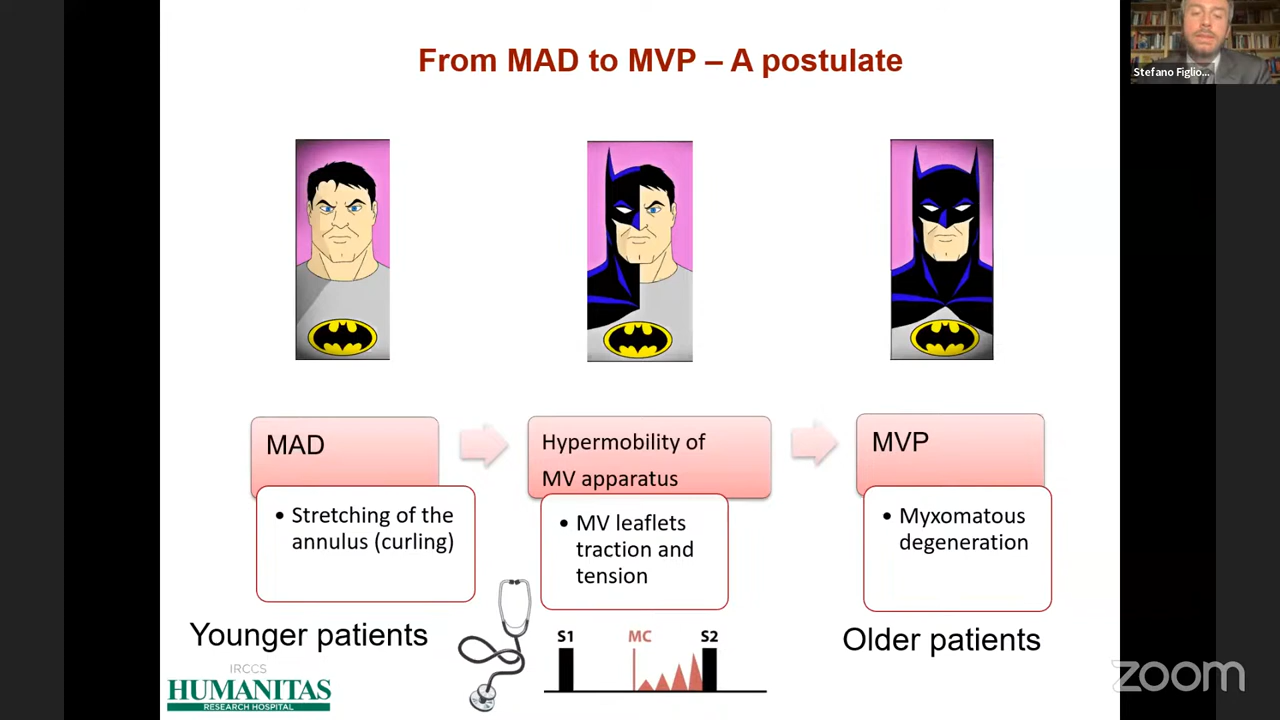 Stefano Figlio...
From MAD to MVP – A postulate
MAD
• Stretching of the
annulus (curling)
Younger patients
Hypermobility of
MV apparatus
• MV leaflets
traction and
tension
S1 MC S2
MVP
• Myxomatous
degeneration
Older patients
IRCCS
HUMANITAS
RESEARCH HOSPITAL
zoom